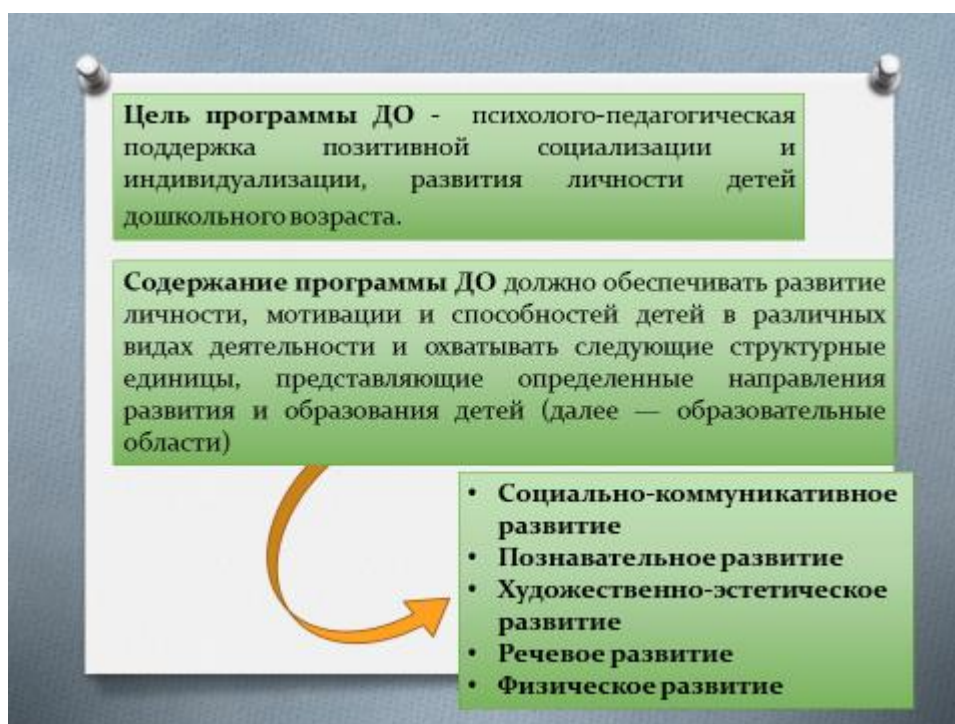 Цель программы ДО - психолого-педагогическая
поддержка позитивной социализации и
индивидуализации, развития личности детей
дошкольного возраста.
Содержание программы ДО должно обеспечивать развитие
личности, мотивации и способностей детей в различных
видах деятельности и охватывать следующие структурные
единицы, представляющие определенные направления
развития и образования детей (далее — образовательные
области)
• Социально-коммуникативное
развитие
• Познавательное развитие
• Художественно-эстетическое
развитие
• Речевое развитие
• Физическое развитие